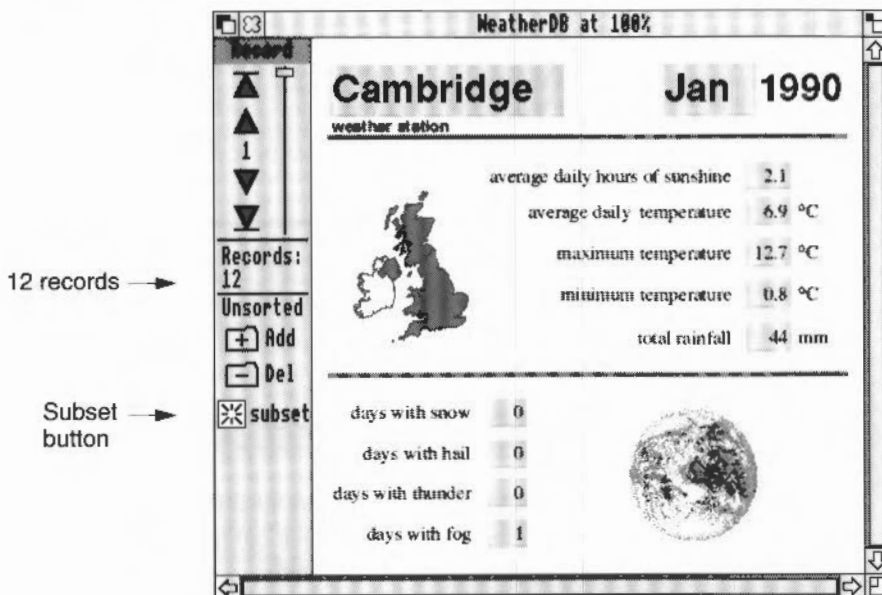 WeatherDB at 100%
Record
1
Records:
12
Unsorted
Add
Del
subset
12 records
Subset
button
Cambridge Jan 1990
weather station
average daily hours of sunshine 2.1
average daily temperature 6.9 °C
maximum temperature 12.7 °C
minimum temperature 0.8 °C
total rainfall 44 mm
days with snow 0
days with hail 0
days with thunder 0
days with fog 1